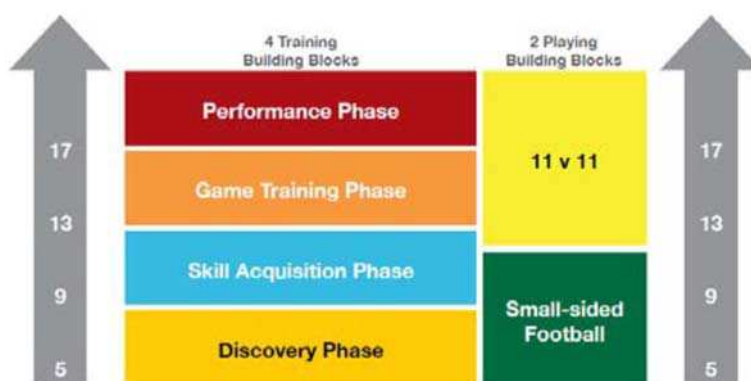 4 Training
Building Blocks
2 Playing
Building Blocks
Performance Phase
17
11 v 11
17
Game Training Phase
13
13
Skill Acquisition Phase
9
Small-sided
Football
9
Discovery Phase
5
5